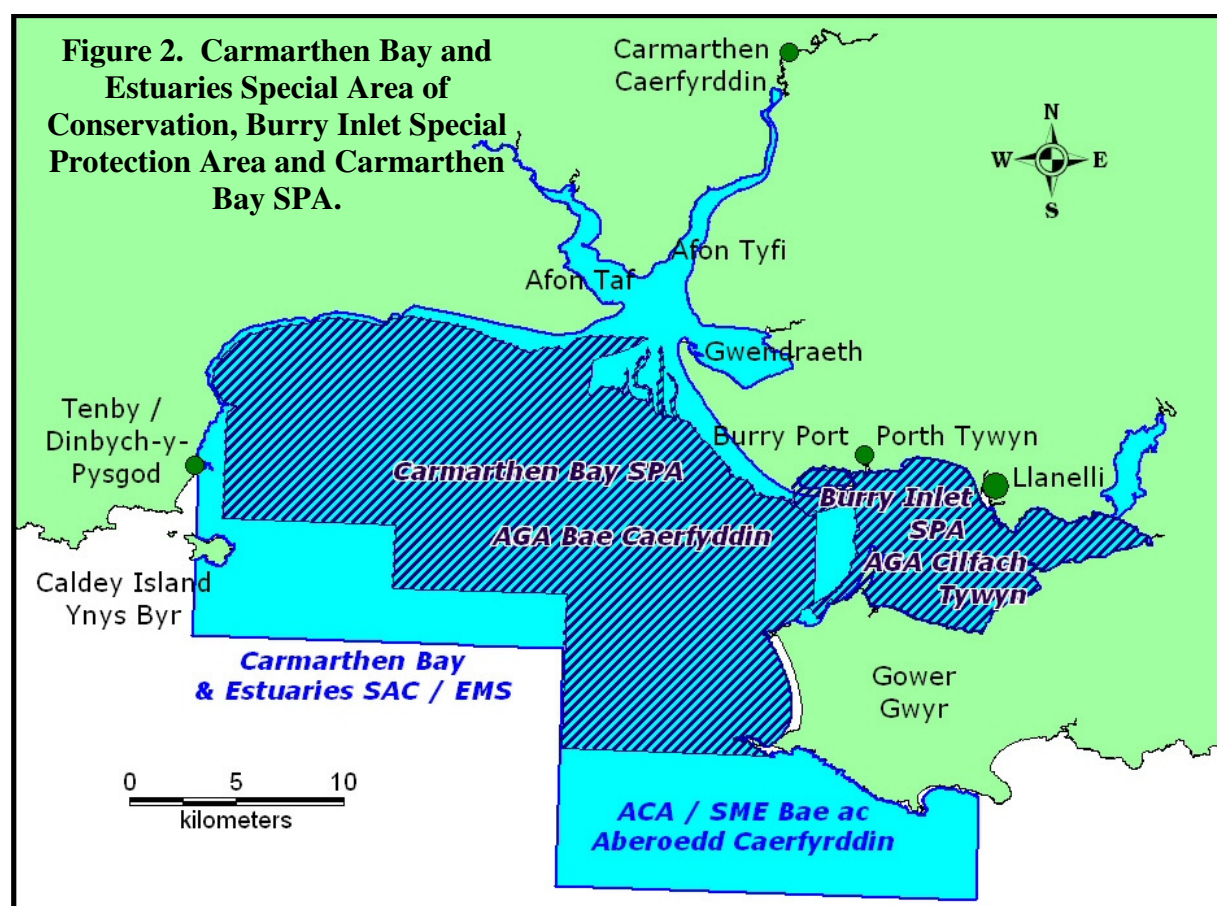 Figure 2. Carmarthen Bay and
Estuaries Special Area of
Conservation, Burry Inlet Special
Protection Area and Carmarthen
Bay SPA.
Carmarthen
Caerfyrddin
N
W
E
S
Afon Tyfi
Afon Taf
Gwendraeth
Tenby /
Dinbych-y-
Pysgod
Burry Port
Porth Tywyn
Llanelli
Carmarthen Bay SPA
AGA Bae Caerfyddin
Burry Inlet
SPA
AGA Cilfach
Tywyn
Caldey Island
Ynys Byr
Carmarthen Bay
& Estuaries SAC / EMS
Gower
Gwyr
0 5 10
kilometers
ACA / SME Bae ac
Aberoedd Caerfyrddin